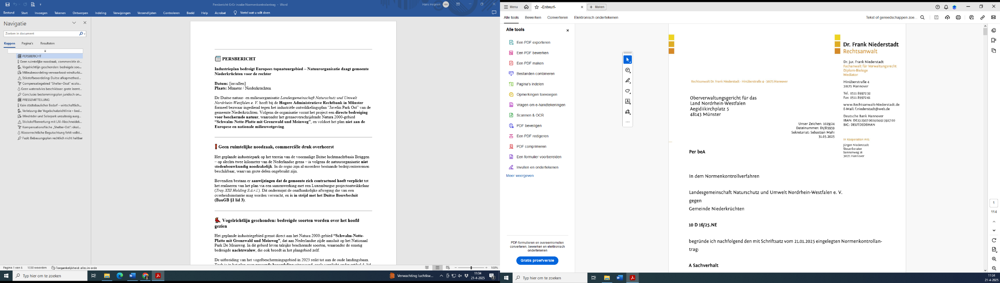 Persbericht GrGr inzake Normenkontrolantrag - Word
Hans Heijnen
HH
Bestand Start Invoegen Tekenen Ontwerpen Indeling Verwijzingen Verzendlijsten Controleren Beeld Help Acrobat Vertel wat u wilt doen
Navigatie
Zoeken in document
Koppen Pagina's Resultaten
PERSBERICHT
Geen ruimtelijke noodzaak, commerciële dr...
Vogelrichtlijn geschonden: bedreigde soo...
Milieubeoordeling verwaarloost windturbi...
Stikstofbeoordeling: Duitse afkapmethod...
Compensatiegebied "Shelter-Oost" ecolo...
Geen wateradvies beschikbaar: grote leemt...
Conclusie: bestemmingsplan juridisch on...
PRESSEMITTEILUNG
Kein städtebaulicher Bedarf – wirtschaftlich...
Verletzung der Vogelschutzrichtlinie – bed...
Windräder und Solarpark unzulässig ausg...
Stickstoffbewertung mit LAI-Abschneidek...
Kompensationsfläche „Shelter-Ost“: ökol...
Wasserrechtliche Begutachtung fehlt vollst...
Fazit: Bebauungsplan rechtlich nicht haltbar
PERSBERICHT
Industrieplan bedreigt Europees topnatuurgebied – Natuurorganisatie daagt gemeente
Niederkrüchten voor de rechter
Datum: [invullen]
Plaats: Münster / Niederkrüchten
De Duitse natuur- en milieuorganisatie Landesgemeinschaft Naturschutz und Umwelt
Nordrhein-Westfalen e. V. heeft bij de Hogere Administratieve Rechtbank in Münster
formeel bezwaar ingediend tegen het industriële ontwikkelingsplan “Javelin Park Ost” van de
gemeente Niederkrüchten. Volgens de organisatie vormt het project een directe bedreiging
voor beschermde natuur, waaronder het grensoverschrijdende Natura 2000-gebied
“Schwalm-Nette-Platte mit Grenzwald und Meinweg”, en voldoet het plan niet aan de
Europese en nationale milieuwetgeving.
Geen ruimtelijke noodzaak, commerciële druk overheerst
Het geplande industriepark op het terrein van de voormalige Britse luchtmachtbasis Brüggen
– op slechts twee kilometer van de Nederlandse grens – is volgens de natuurorganisatie niet
stedenbouwkundig noodzakelijk. In de regio zijn al meerdere bestaande bedrijventerreinen
beschikbaar, waarvan grote delen ongebruikt zijn.
Bovendien bestaan er aanwijzingen dat de gemeente zich contractueel heeft verplicht tot
het realiseren van het plan via een samenwerking met een Luxemburgse projectontwikkelaar
(Troy XIII Holding S.à.r.l.). Dit ondermijnt de onafhankelijke afweging die van een
overheidsinstantie mag worden verwacht, en is in strijd met het Duitse Bouwbesluit
(BauGB §1 lid 3).
Vogelrichtlijn geschonden: bedreigde soorten worden over het hoofd
gezien
Het geplande industriegebied grenst direct aan het Natura 2000-gebied “Schwalm-Nette-
Platte mit Grenzwald und Meinweg”, dat aan Nederlandse zijde aansluit op het Nationaal
Park De Meinweg. In dit gebied leven talrijke beschermde soorten, waaronder de ernstig
bedreigde nachtzwaluw, die ook broedt in het plangebied zelf.
De uitbreiding van het vogelbeschermingsgebied in 2023 reikt tot aan de oude landingsbaan.
Pagina 1 van 6 1330 woorden Toegankelijkheid: alles in orde
100%
Typ hier om te zoeken
Verwachting luchtkw...
11:34
21-4-2025
2
Menu
-Entwurf-
+ Maken
Alle tools Bewerken Converteren Elektronisch ondertekenen
Tekst of gereedschappen zoe...
Alle tools
Een PDF exporteren
Een PDF bewerken
Een PDF maken
Bestanden combineren
Pagina's indelen
Opmerkingen toevoegen
Vragen om e-handtekeningen
Scannen & OCR
PDF beveiligen
Een PDF redigeren
PDF comprimeren
Een formulier voorbereiden
Invullen en ondertekenen
Meer weergeven
PDF-formulieren en overeenkomsten
converteren, bewerken en elektronisch
ondertekenen
Gratis proefversie
Dr. Frank Niederstadt
Rechtsanwalt
Dr. jur. Frank Niederstadt
Fachanwalt für Verwaltungsrecht
Diplom-Biologe
Mediator
Rechtsanwalt Dr. Frank Niederstadt - Hinüberstraße 4 - 30175 Hannover
Hinüberstraße 4
30175 Hannover
Tel. 0511 8997232
Fax 0511 8997241
www.Rechtsanwalt-Niederstadt.de
E-Mail: f.niederstadt@web.de
Deutsche Bank Hannover
IBAN: DE23 2507 0024 0442 3927 00
BIC: DEUTDEDBHAN
Oberverwaltungsgericht für das
Land Nordrhein-Westfalen
Aegidiikirchplatz 5
48143 Münster
Unser Zeichen: 1029/24
Dateinummer: D1/D3959
Sekretariat: Sebastian Mahi
31.03.2025
In Kooperation mit:
Jürgen Niederstadt
Steuerberater
Sonnenweg 16
30171 Hannover
Per beA
In dem Normenkontrollverfahren
Landesgemeinschaft Naturschutz und Umwelt Nordrhein-Westfalen e. V.
gegen
Gemeinde Niederkrüchten
10 D 16/25.NE
begründe ich nachfolgend den mit Schriftsatz vom 21.01.2025 eingelegten Normenkontrollan-
trag:
A Sachverhalt
1
114
Typ hier om te zoeken
11:34
21-4-2025